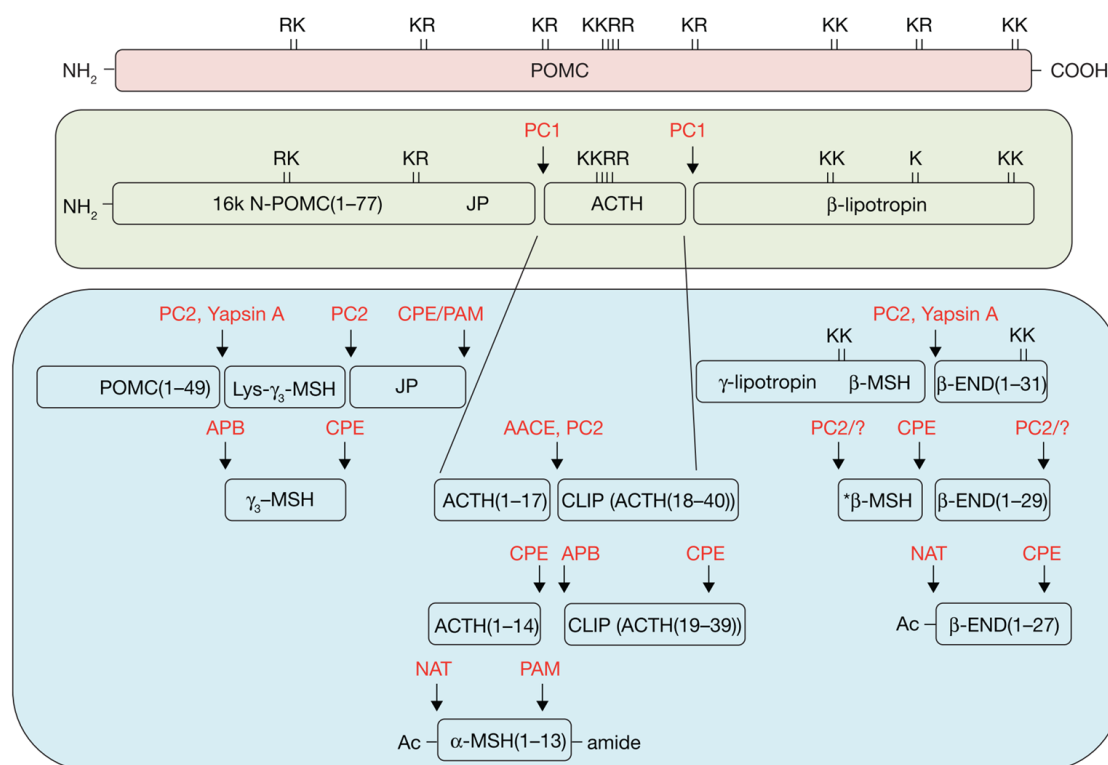 RK KR KR KKRR KR KK KR KK
NH2 POMC COOH
PC1 PC1
RK KR KKRR KK K KK
NH2 16k N-POMC(1–77) JP ACTH β-lipotropin
PC2, Yapsin A PC2 CPE/PAM PC2, Yapsin A
KK KK
POMC(1–49) Lys-γ3-MSH JP γ-lipotropin β-MSH β-END(1–31)
APB CPE AACE, PC2 PC2/? CPE PC2/?
γ3–MSH ACTH(1–17) CLIP (ACTH(18–40)) *β-MSH β-END(1–29)
CPE APB CPE NAT CPE
ACTH(1–14) CLIP (ACTH(19–39)) Ac β-END(1–27)
NAT PAM
Ac α-MSH(1–13) amide